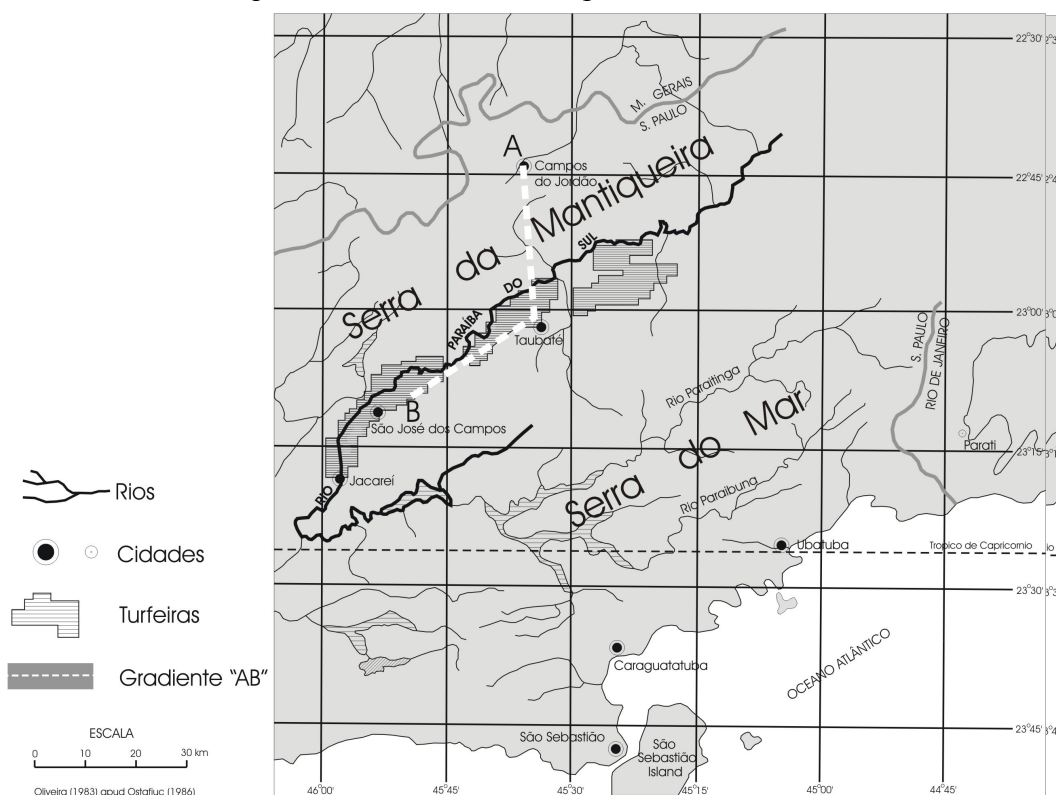 22°30'
M. GERAIS
S. PAULO
A
Campos
do Jordão
22°45'
Serra da Mantiqueira
RIO PARAÍBA DO SUL
23°00'
Taubaté
S. PAULO
RIO DE JANEIRO
Rio Paraitinga
B
São José dos Campos
Serra do Mar
Parati
23°15'
Jacareí
Rio Paraibuna
Rios
Ubatuba
Tropico de Capricornio
Cidades
23°30'
Turfeiras
Caraguatatuba
OCEANO ATLÂNTICO
Gradiente "AB"
23°45'
ESCALA
0 10 20 30 km
São Sebastião
São
Sebastião
Island
Oliveira (1983) apud Ostafiuc (1986)
46°00' 45°45' 45°30' 45°15' 45°00' 44°45'